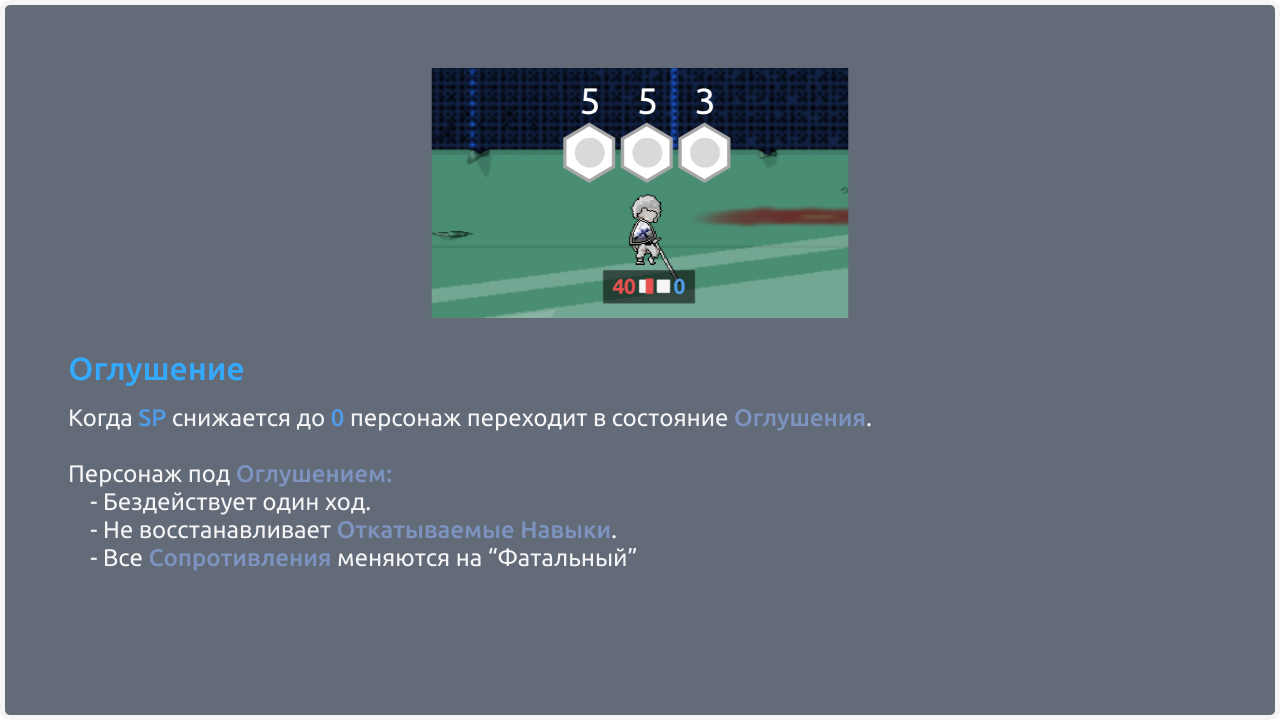 5 5 3
40 0
Оглушение
Когда SP снижается до 0 персонаж переходит в состояние Оглушения.
Персонаж под Оглушением:
- Бездействует один ход.
- Не восстанавливает Откатываемые Навыки.
- Все Сопротивления меняются на “Фатальный”